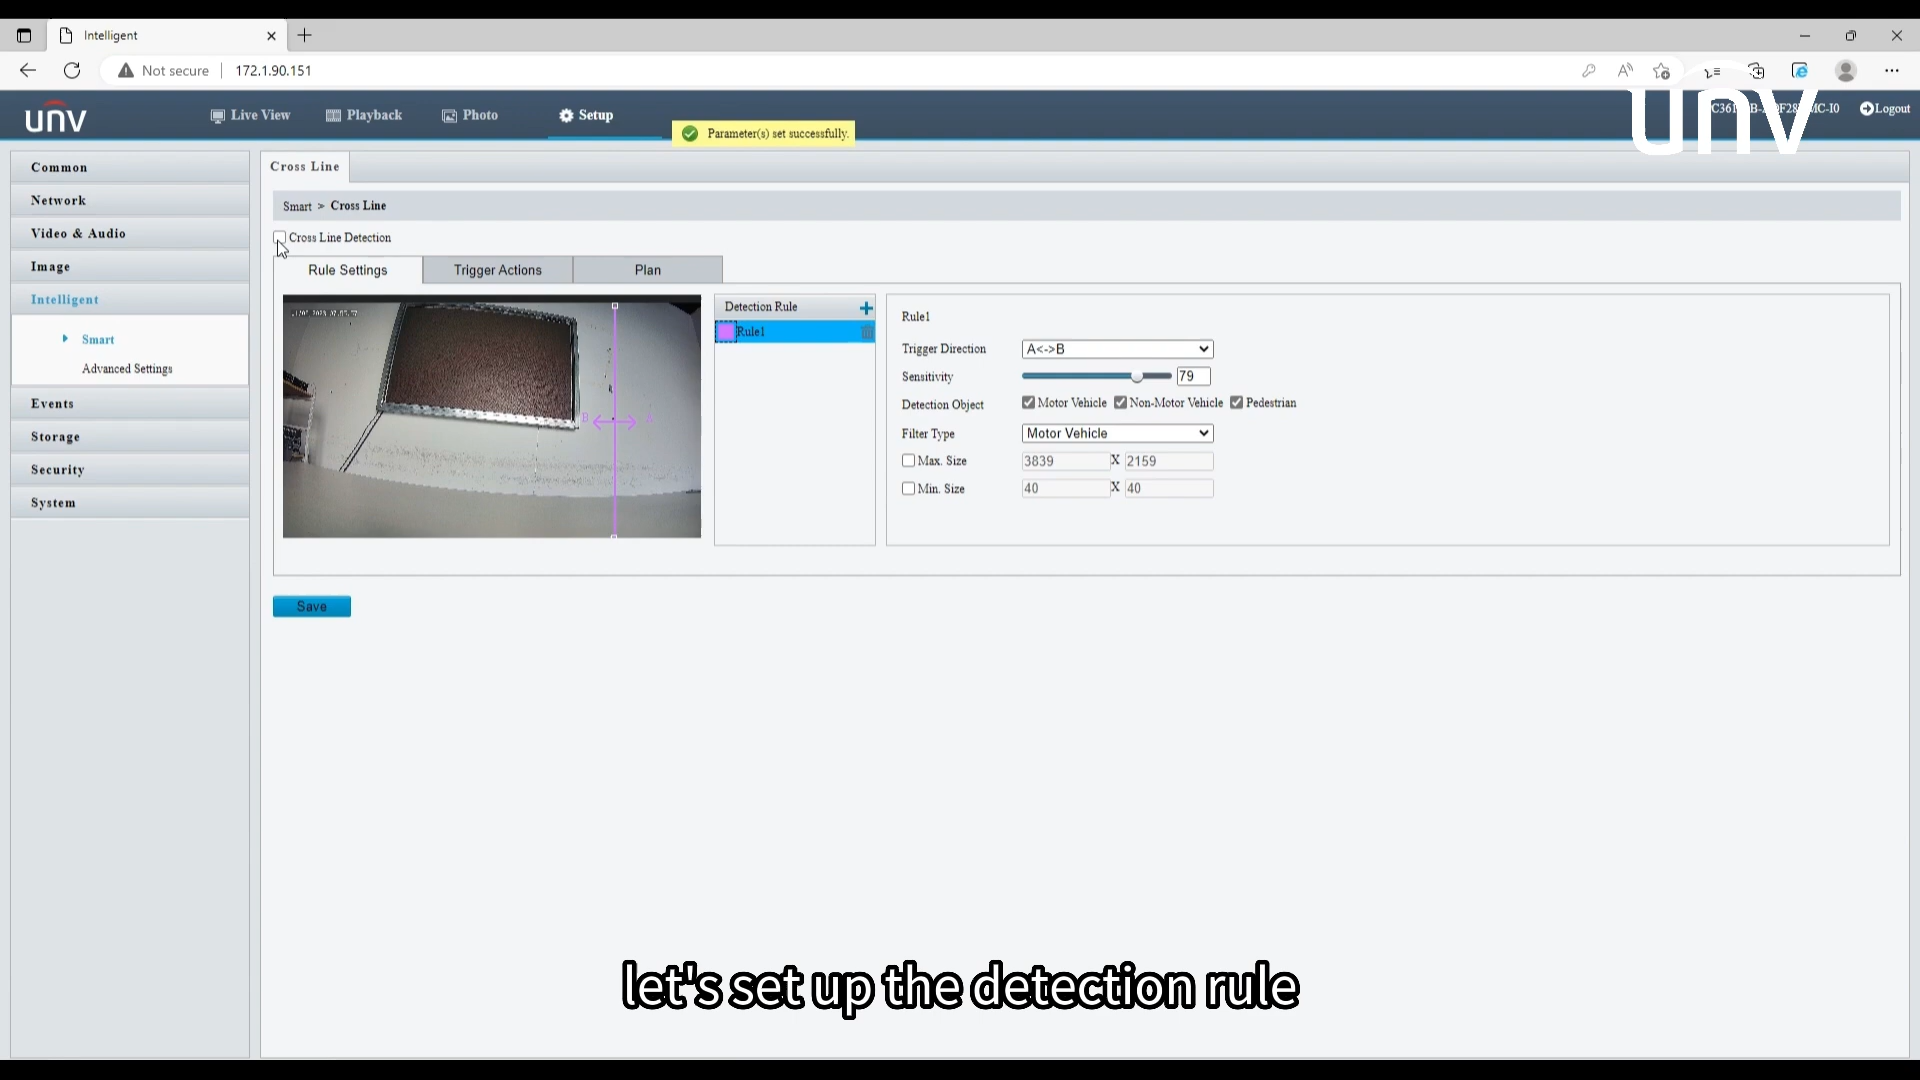 Intelligent
Not secure
172.1.90.151
unv
Live View
Playback
Photo
Setup
Logout
Parameter(s) set successfully.
unv
Common
Network
Video & Audio
Image
Intelligent
Smart
Advanced Settings
Events
Storage
Security
System
Cross Line
Smart > Cross Line
Cross Line Detection
Rule Settings
Trigger Actions
Plan
B
A
Detection Rule
Rule1
Rule1
Trigger Direction A<->B
Sensitivity 79
Detection Object Motor Vehicle Non-Motor Vehicle Pedestrian
Filter Type Motor Vehicle
Max. Size 3839 X 2159
Min. Size 40 X 40
Save
let's set up the detection rule